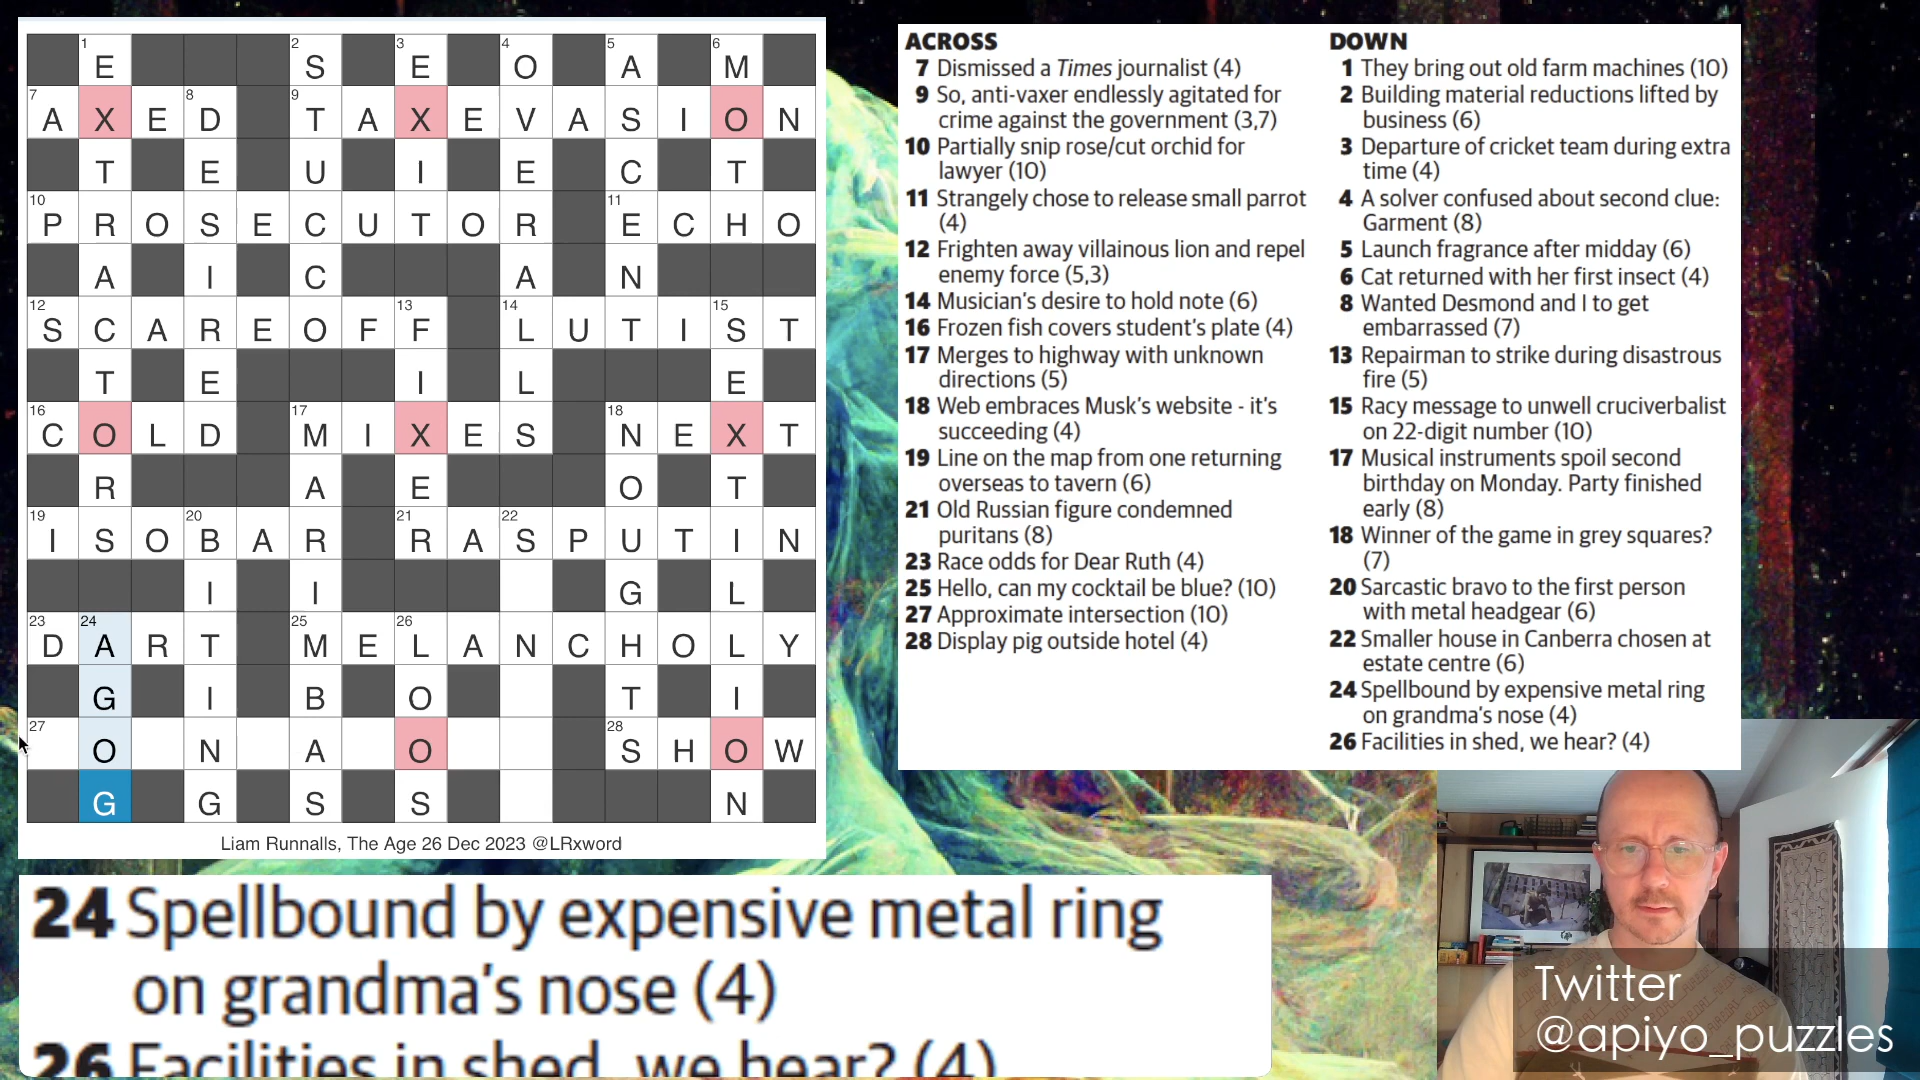 1 2 3 4 5 6
E S E O A M
7 8 9
A X E D T A X E V A S I O N
T E U I E C T
10 11
P R O S E C U T O R E C H O
A I C A N
12 13 14 15
S C A R E O F F L U T I S T
T E I L E
16 17 18
C O L D M I X E S N E X T
R A E O T
19 20 21 22
I S O B A R R A S P U T I N
I I G L
23 24 25 26
D A R T M E L A N C H O L Y
G I B O T I
27 28
O N A O S H O W
G G S S N
Liam Runnalls, The Age 26 Dec 2023 @LRxword
ACROSS
7 Dismissed a Times journalist (4)
9 So, anti-vaxer endlessly agitated for
crime against the government (3,7)
10 Partially snip rose/cut orchid for
lawyer (10)
11 Strangely chose to release small parrot
(4)
12 Frighten away villainous lion and repel
enemy force (5,3)
14 Musician's desire to hold note (6)
16 Frozen fish covers student's plate (4)
17 Merges to highway with unknown
directions (5)
18 Web embraces Musk's website - it's
succeeding (4)
19 Line on the map from one returning
overseas to tavern (6)
21 Old Russian figure condemned
puritans (8)
23 Race odds for Dear Ruth (4)
25 Hello, can my cocktail be blue? (10)
27 Approximate intersection (10)
28 Display pig outside hotel (4)
DOWN
1 They bring out old farm machines (10)
2 Building material reductions lifted by
business (6)
3 Departure of cricket team during extra
time (4)
4 A solver confused about second clue:
Garment (8)
5 Launch fragrance after midday (6)
6 Cat returned with her first insect (4)
8 Wanted Desmond and I to get
embarrassed (7)
13 Repairman to strike during disastrous
fire (5)
15 Racy message to unwell cruciverbalist
on 22-digit number (10)
17 Musical instruments spoil second
birthday on Monday. Party finished
early (8)
18 Winner of the game in grey squares?
(7)
20 Sarcastic bravo to the first person
with metal headgear (6)
22 Smaller house in Canberra chosen at
estate centre (6)
24 Spellbound by expensive metal ring
on grandma's nose (4)
26 Facilities in shed, we hear? (4)
24 Spellbound by expensive metal ring
on grandma's nose (4)
26 Facilities in shed, we hear? (4)
Twitter
@apiyo_puzzles